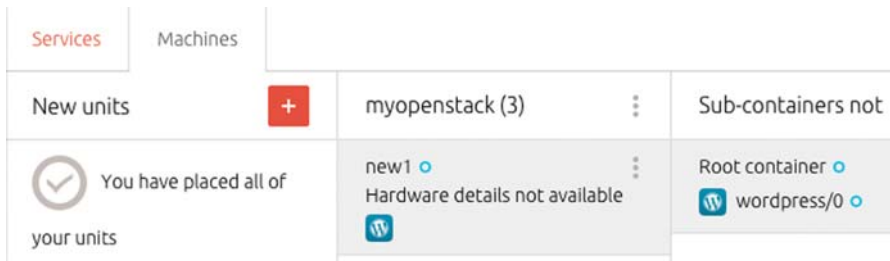 Services Machines
New units + myopenstack (3) Sub-containers not
You have placed all of
your units
new1
Hardware details not available
Root container
wordpress/0